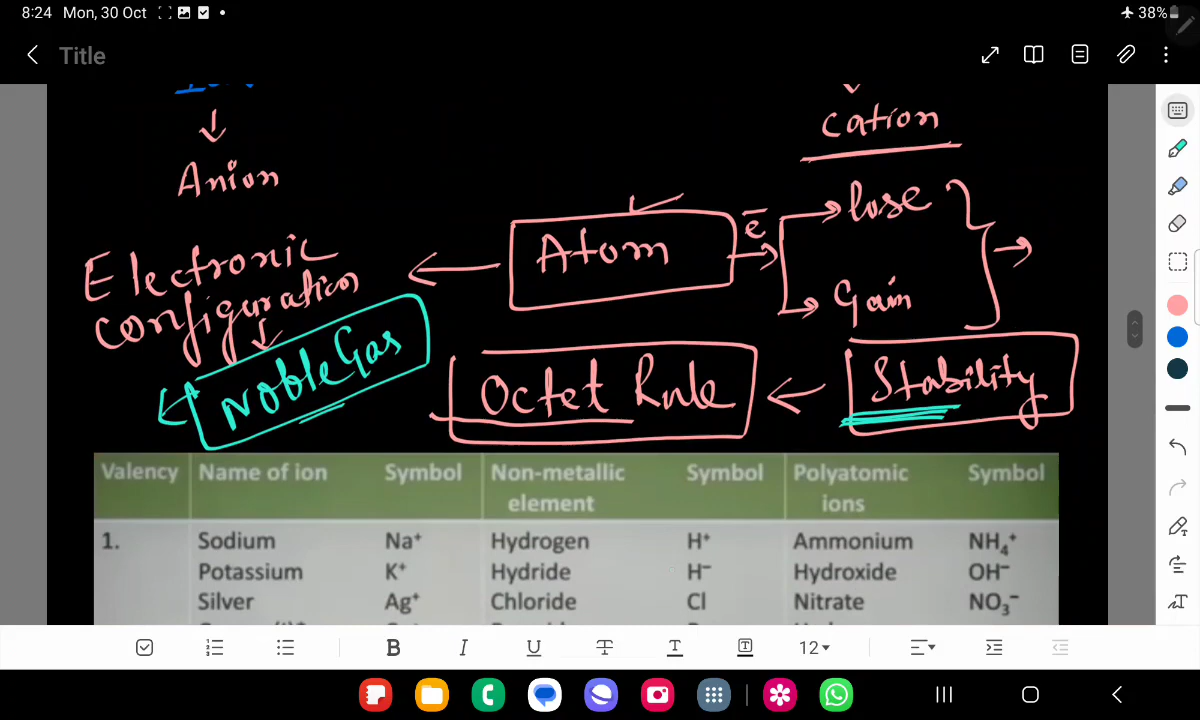 8:24 Mon, 30 Oct
38%
Title
cation
Anion
Atom
e̅
lose
Gain
Electronic
configuration
Noble Gas
Octet Rule
Stability
Valency Name of ion Symbol Non-metallic element Symbol Polyatomic ions Symbol
1. Sodium Na⁺ Hydrogen H⁺ Ammonium NH₄⁺
Potassium K⁺ Hydride H⁻ Hydroxide OH⁻
Silver Ag⁺ Chloride Cl Nitrate NO₃⁻
B I U T T T 12